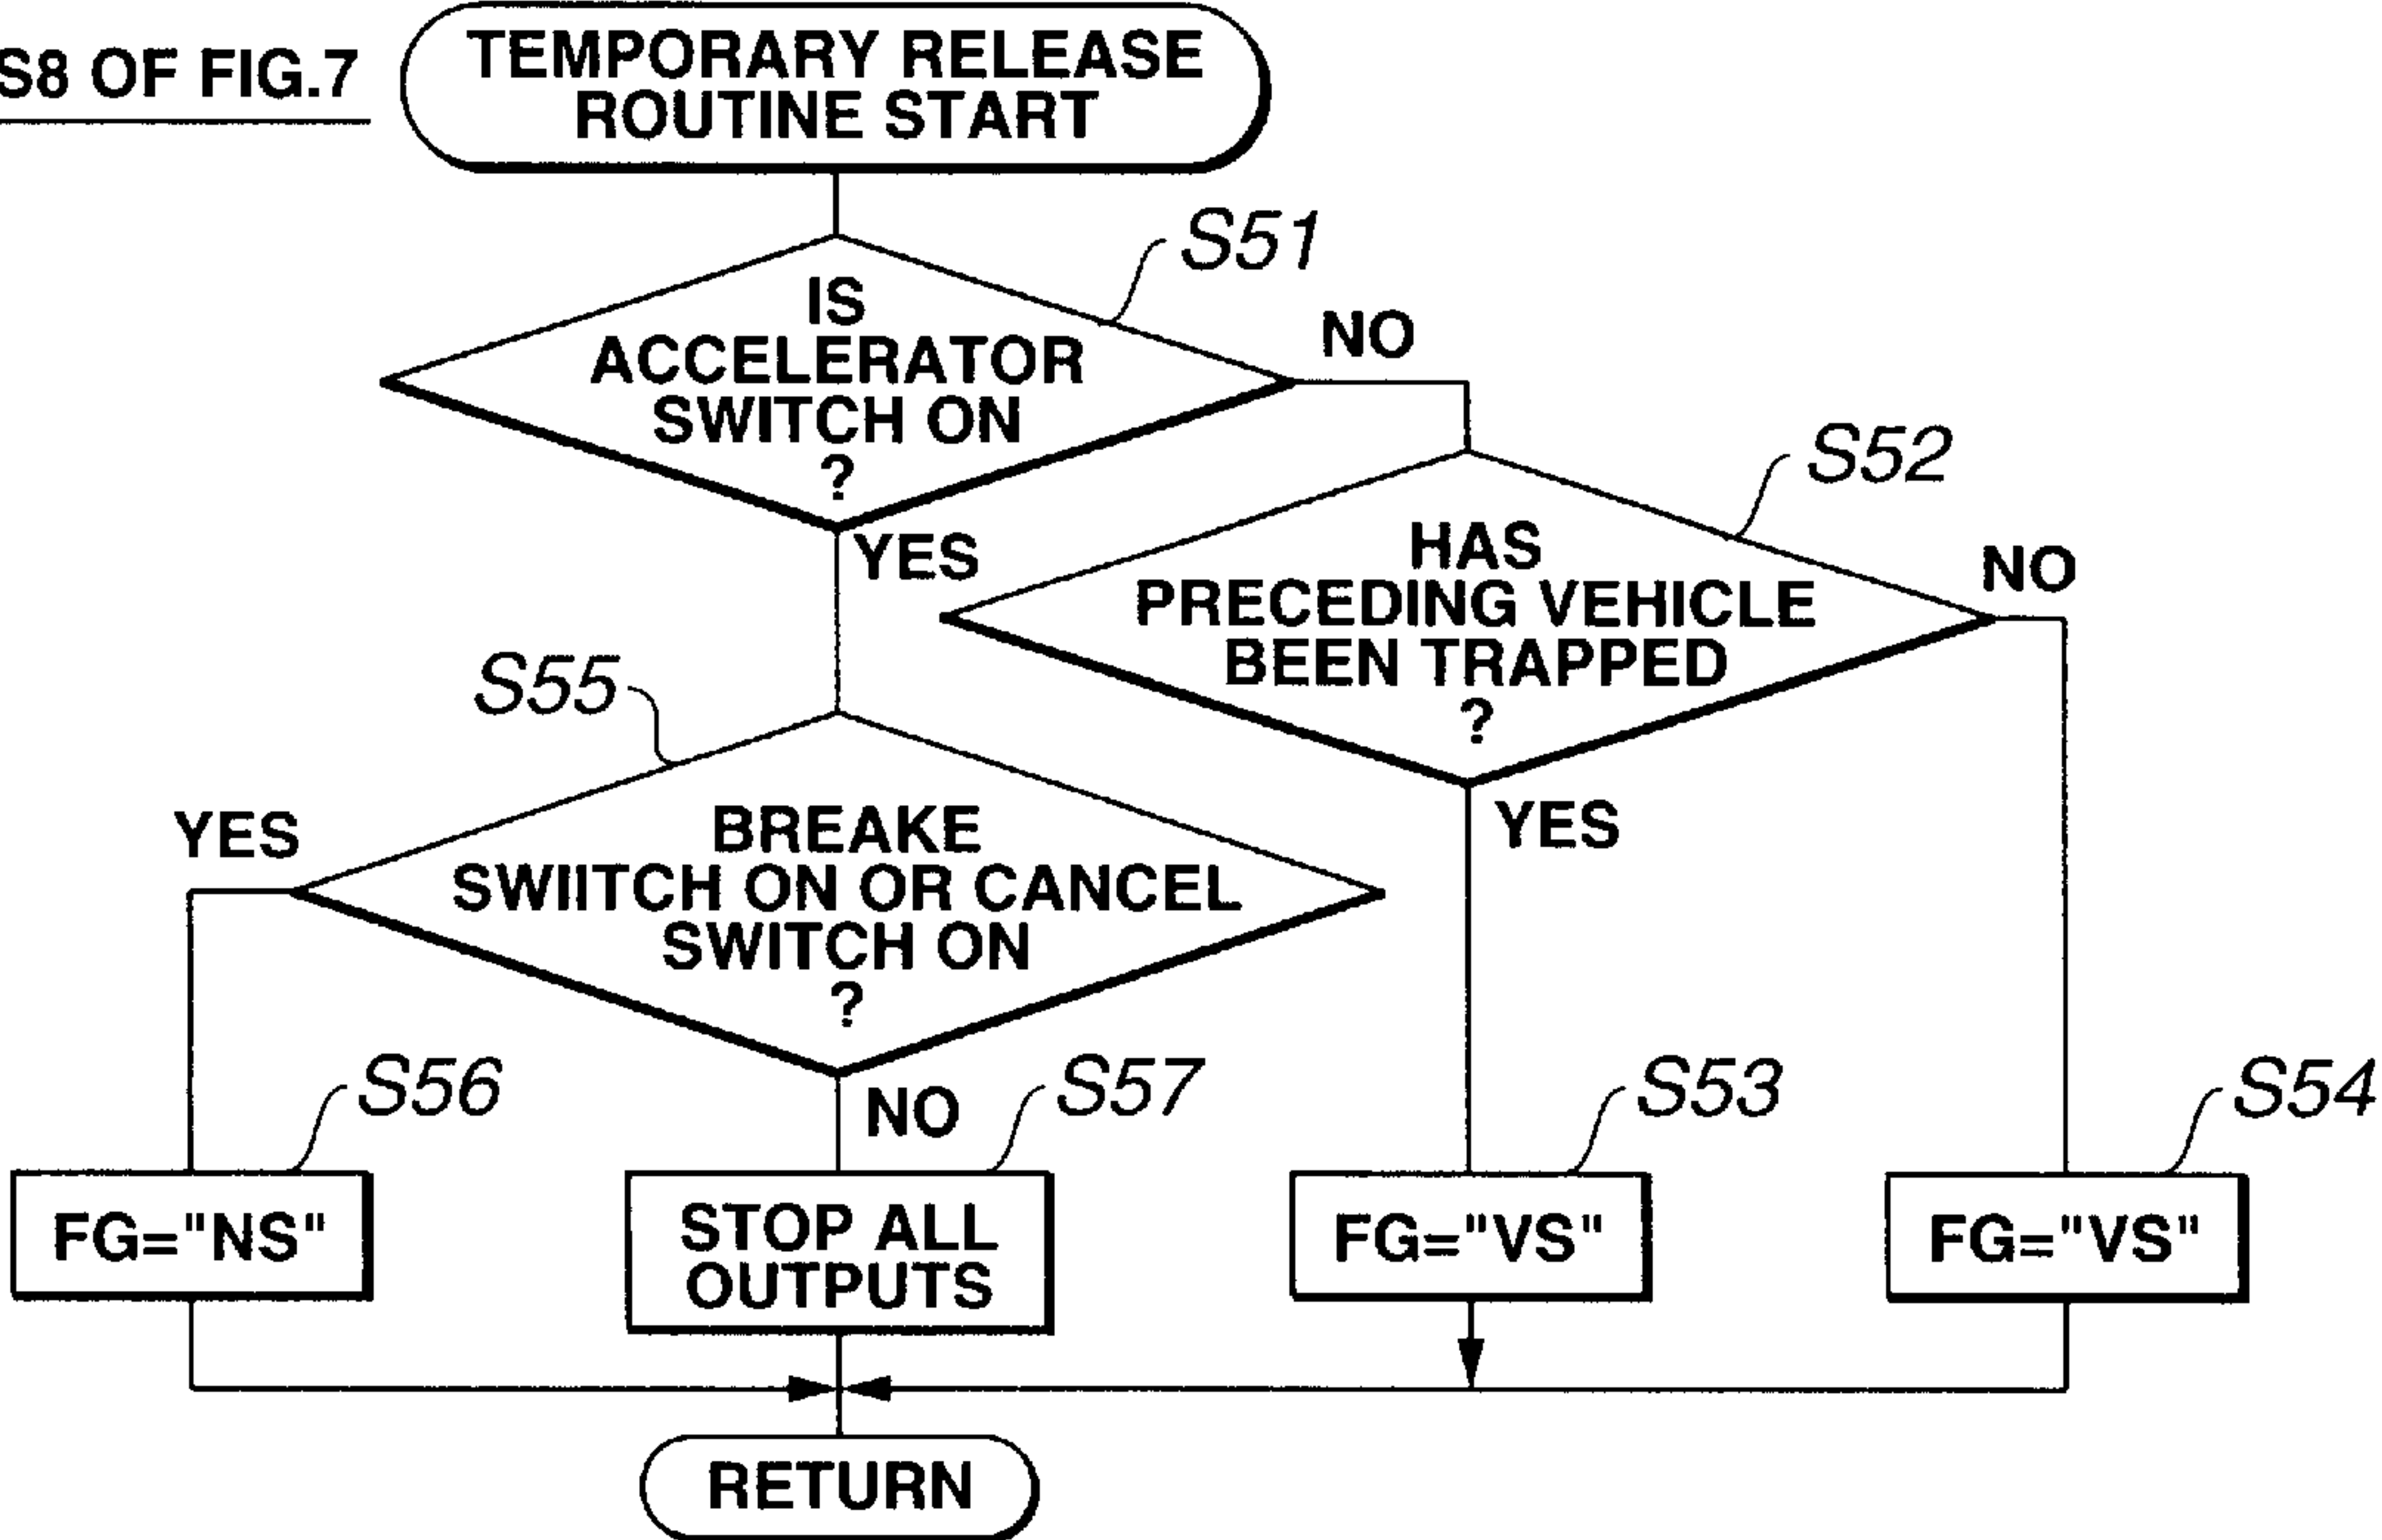 S8 OF FIG.7
TEMPORARY RELEASE
ROUTINE START
S51
IS
ACCELERATOR
SWITCH ON
?
NO
YES
S52
HAS
PRECEDING VEHICLE
BEEN TRAPPED
?
NO
YES
S55
BREAKE
SWIITCH ON OR CANCEL
SWITCH ON
?
YES
NO
S56
FG="NS"
S57
STOP ALL
OUTPUTS
S53
FG="VS"
S54
FG="VS"
RETURN